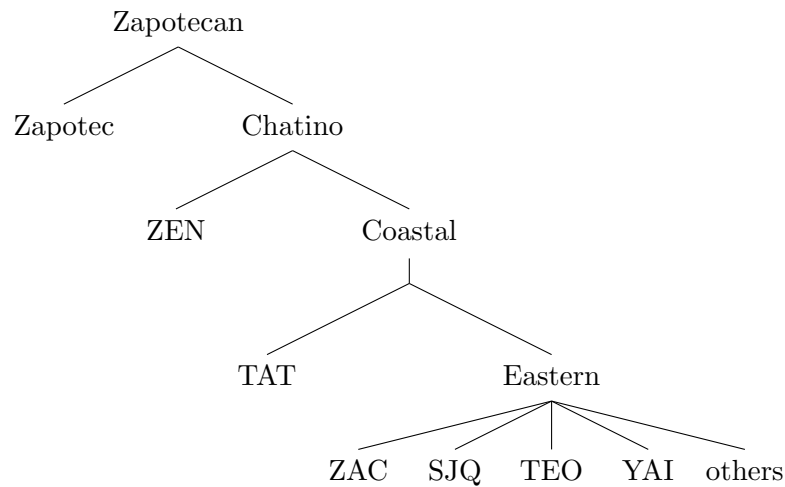 Zapotecan
Zapotec Chatino
ZEN Coastal
TAT Eastern
ZAC SJQ TEO YAI others